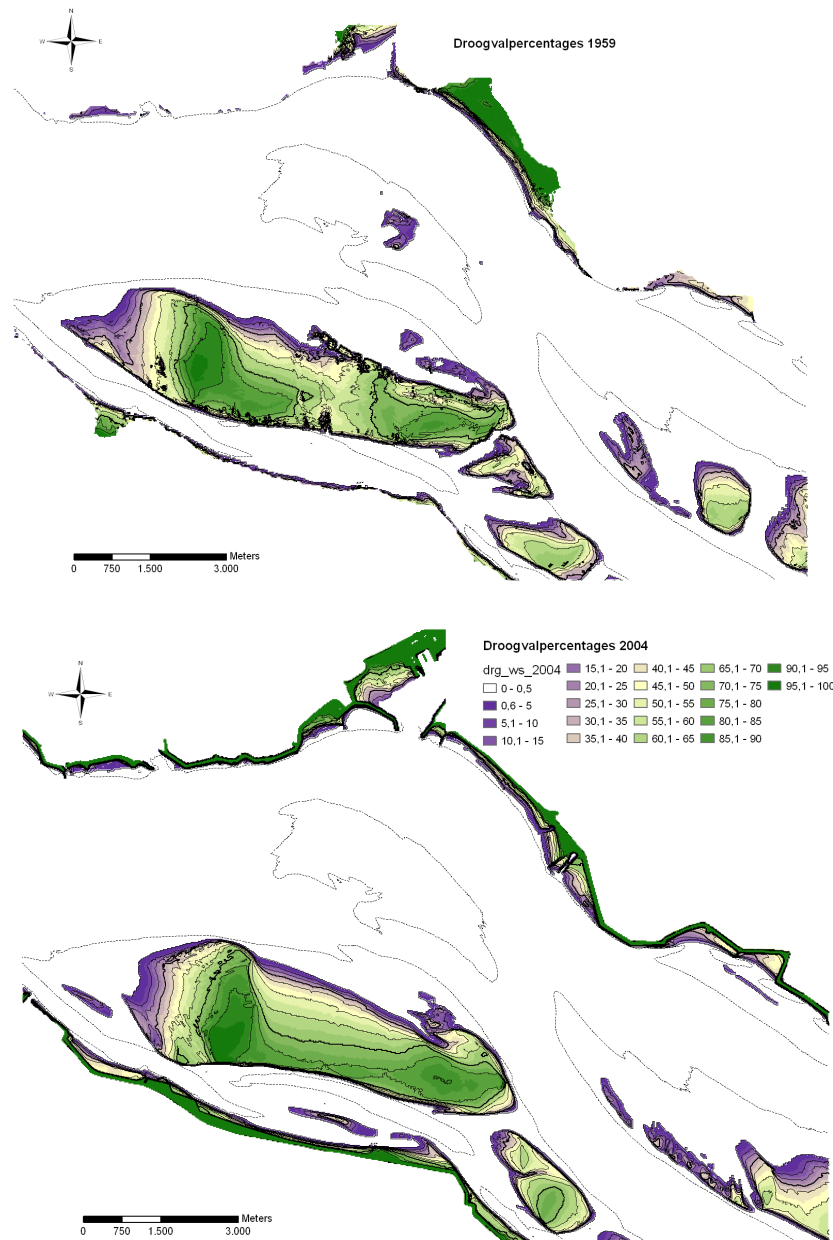 N
W E
S
Droogvalpercentages 1959
Meters
0 750 1.500 3.000
Droogvalpercentages 2004
drg_ws_2004
0 - 0,5
0,6 - 5
5,1 - 10
10,1 - 15
15,1 - 20
20,1 - 25
25,1 - 30
30,1 - 35
35,1 - 40
40,1 - 45
45,1 - 50
50,1 - 55
55,1 - 60
60,1 - 65
65,1 - 70
70,1 - 75
75,1 - 80
80,1 - 85
85,1 - 90
90,1 - 95
95,1 - 100
N
W E
S
Meters
0 750 1.500 3.000